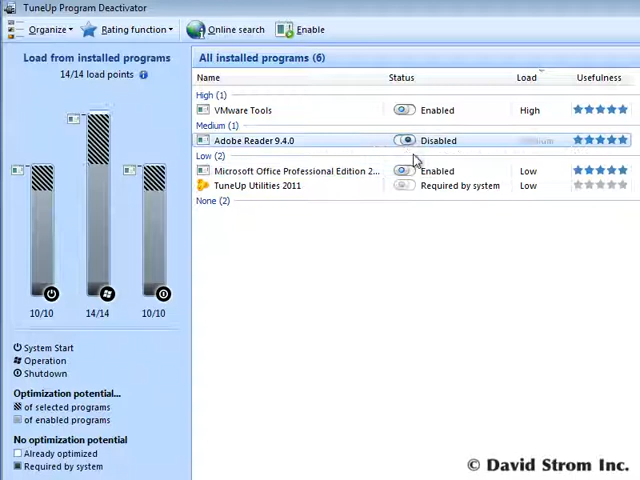 TuneUp Program Deactivator
Organize Rating function Online search Enable
Load from installed programs
14/14 load points
10/10 14/14 10/10
System Start
Operation
Shutdown
Optimization potential...
of selected programs
of enabled programs
No optimization potential
Already optimized
Required by system
All installed programs (6)
Name Status Load Usefulness
High (1)
VMware Tools Enabled High
Medium (1)
Adobe Reader 9.4.0 Disabled Medium
Low (2)
Microsoft Office Professional Edition 2... Enabled Low
TuneUp Utilities 2011 Required by system Low
None (2)
© David Strom Inc.